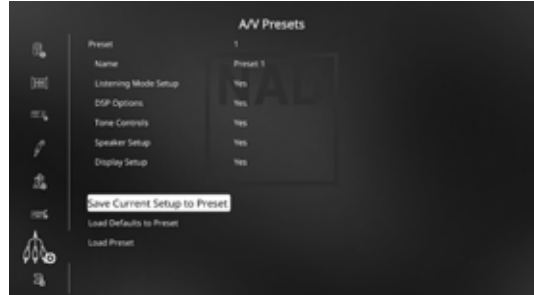 A/V Presets
Preset 1
Name Preset 1
Listening Mode Setup Yes
DSP Options Yes
Tone Controls Yes
Speaker Setup Yes
Display Setup Yes
NAD
Save Current Setup to Preset
Load Defaults to Preset
Load Preset